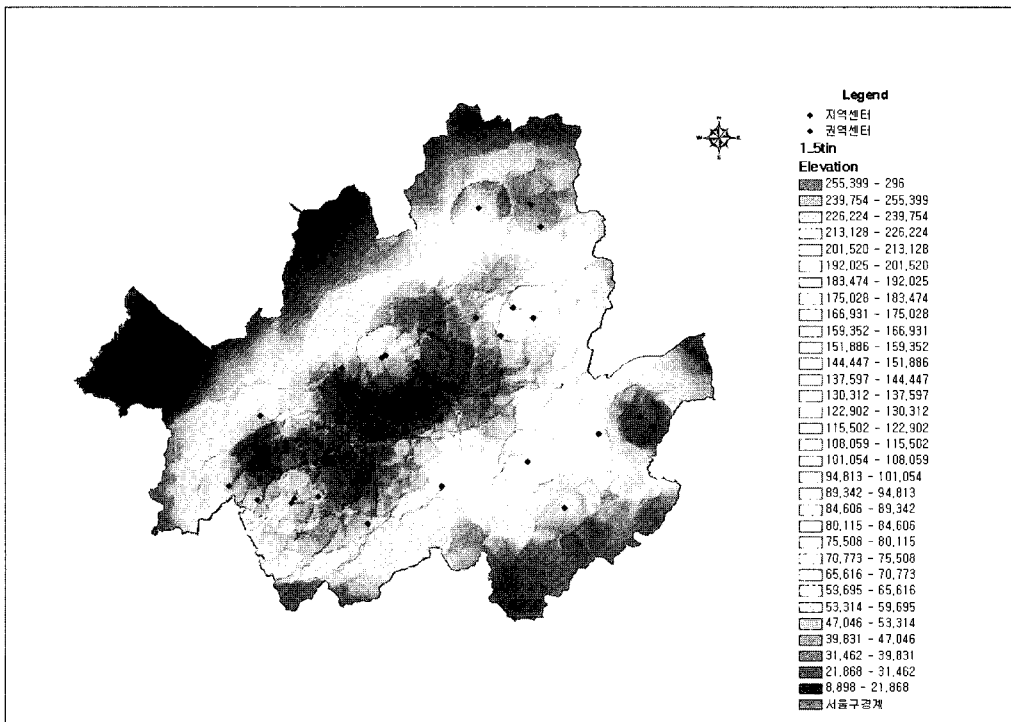 Legend
지역센터
권역센터
1_5tin
Elevation
255,399 - 296
239,754 - 255,399
226,224 - 239,754
213,128 - 226,224
201,520 - 213,128
192,025 - 201,520
183,474 - 192,025
175,028 - 183,474
166,931 - 175,028
159,352 - 166,931
151,886 - 159,352
144,447 - 151,886
137,597 - 144,447
130,312 - 137,597
122,902 - 130,312
115,502 - 122,902
108,059 - 115,502
101,054 - 108,059
94,813 - 101,054
89,342 - 94,813
84,606 - 89,342
80,115 - 84,606
75,508 - 80,115
70,773 - 75,508
65,616 - 70,773
59,695 - 65,616
53,314 - 59,695
47,046 - 53,314
39,831 - 47,046
31,462 - 39,831
21,868 - 31,462
8,898 - 21,868
서울구경계
N
W
E
S